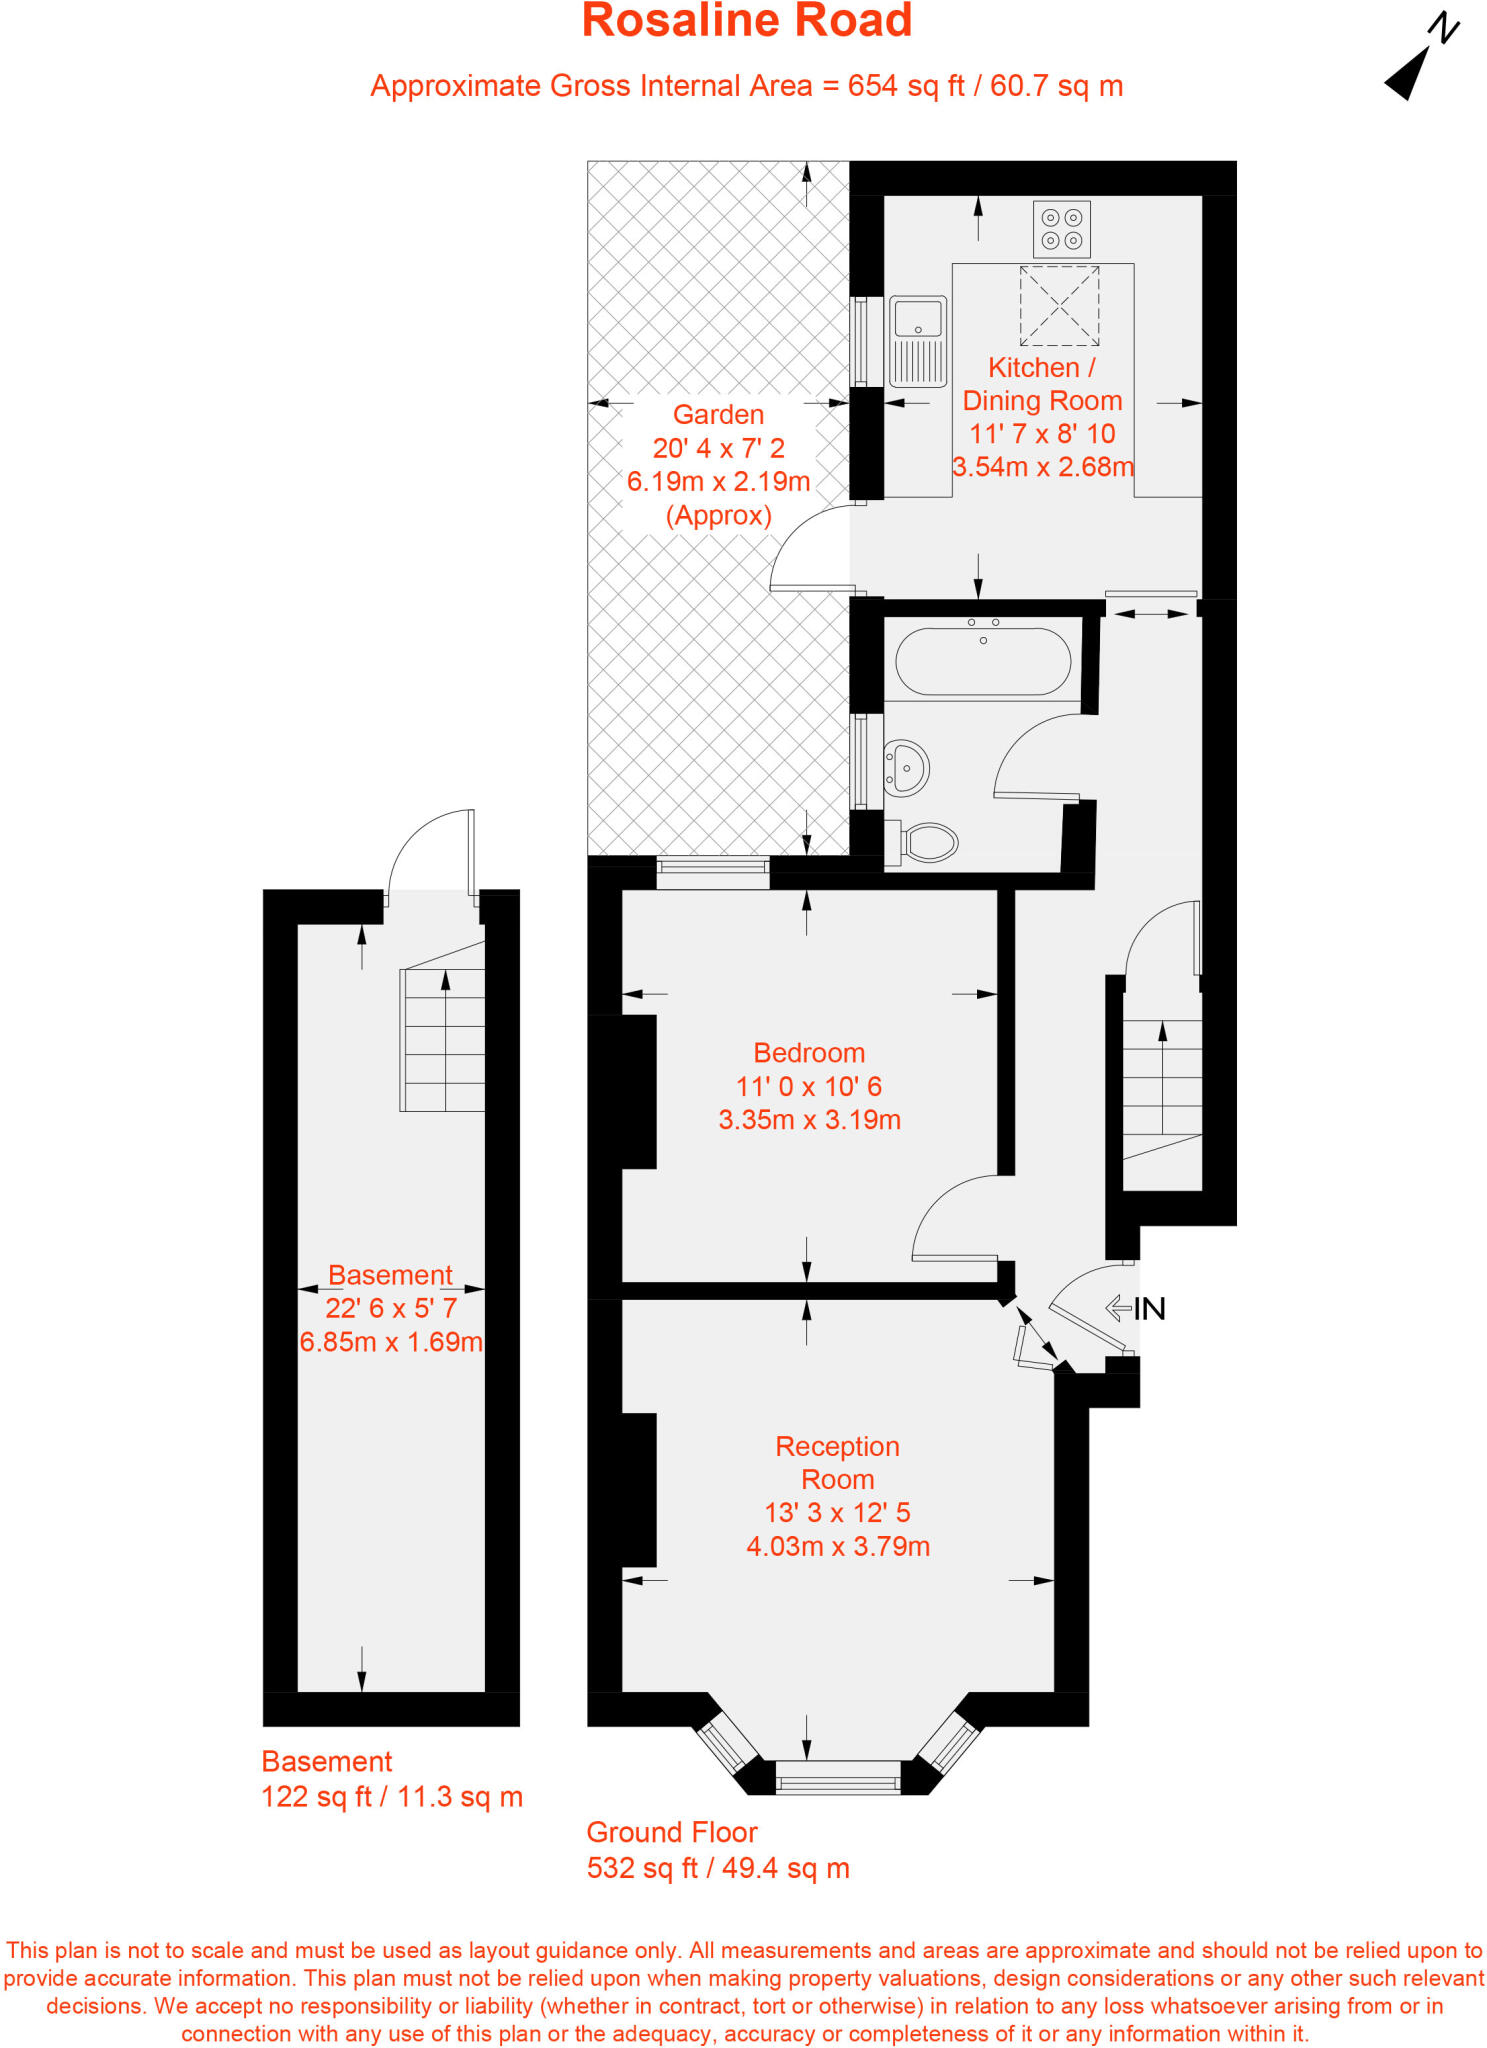 Rosaline Road
Approximate Gross Internal Area = 654 sq ft / 60.7 sq m
N
Kitchen /
Dining Room
11' 7 x 8' 10
3.54m x 2.68m
Garden
20' 4 x 7' 2
6.19m x 2.19m
(Approx)
Bedroom
11' 0 x 10' 6
3.35m x 3.19m
Basement
22' 6 x 5' 7
6.85m x 1.69m
IN
Reception
Room
13' 3 x 12' 5
4.03m x 3.79m
Basement
122 sq ft / 11.3 sq m
Ground Floor
532 sq ft / 49.4 sq m
This plan is not to scale and must be used as layout guidance only. All measurements and areas are approximate and should not be relied upon to
provide accurate information. This plan must not be relied upon when making property valuations, design considerations or any other such relevant
decisions. We accept no responsibility or liability (whether in contract, tort or otherwise) in relation to any loss whatsoever arising from or in
connection with any use of this plan or the adequacy, accuracy or completeness of it or any information within it.